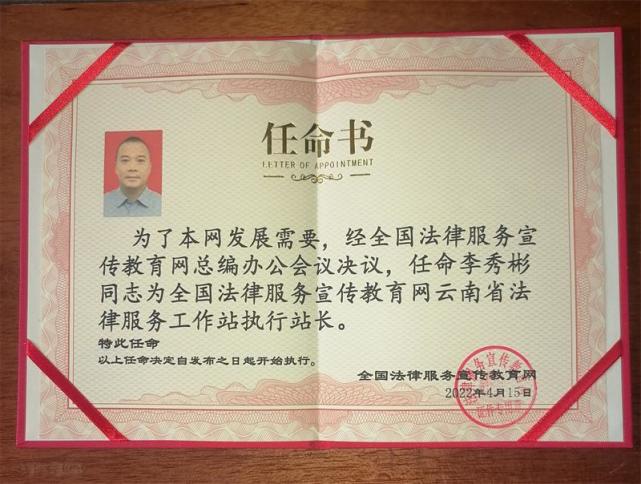 任命书
LETTER OF APPOINTMENT
为了本网发展需要，经全国法律服务宣
传教育网总编办公会议决议，任命李秀彬
同志为全国法律服务宣传教育网云南省法
律服务工作站执行站长。
特此任命
以上任命决定自发布之日起开始执行。
全国法律服务宣传教育网
2022年4月15日
证件专用章